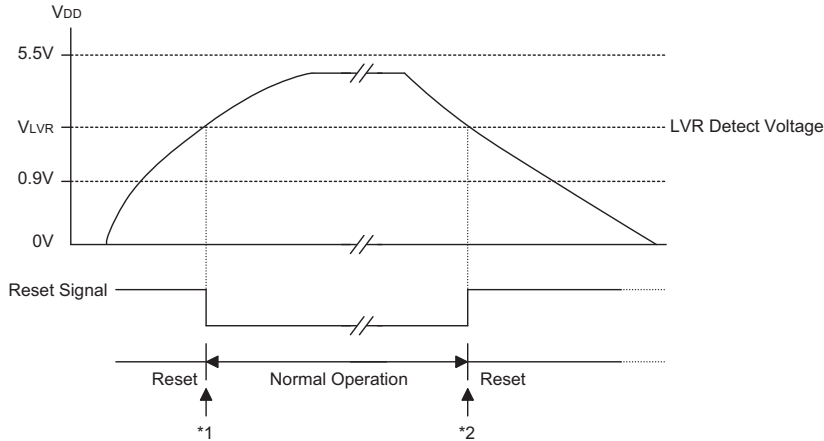 VDD
5.5V
VLVR
LVR Detect Voltage
0.9V
0V
Reset Signal
Reset
Normal Operation
Reset
*1
*2